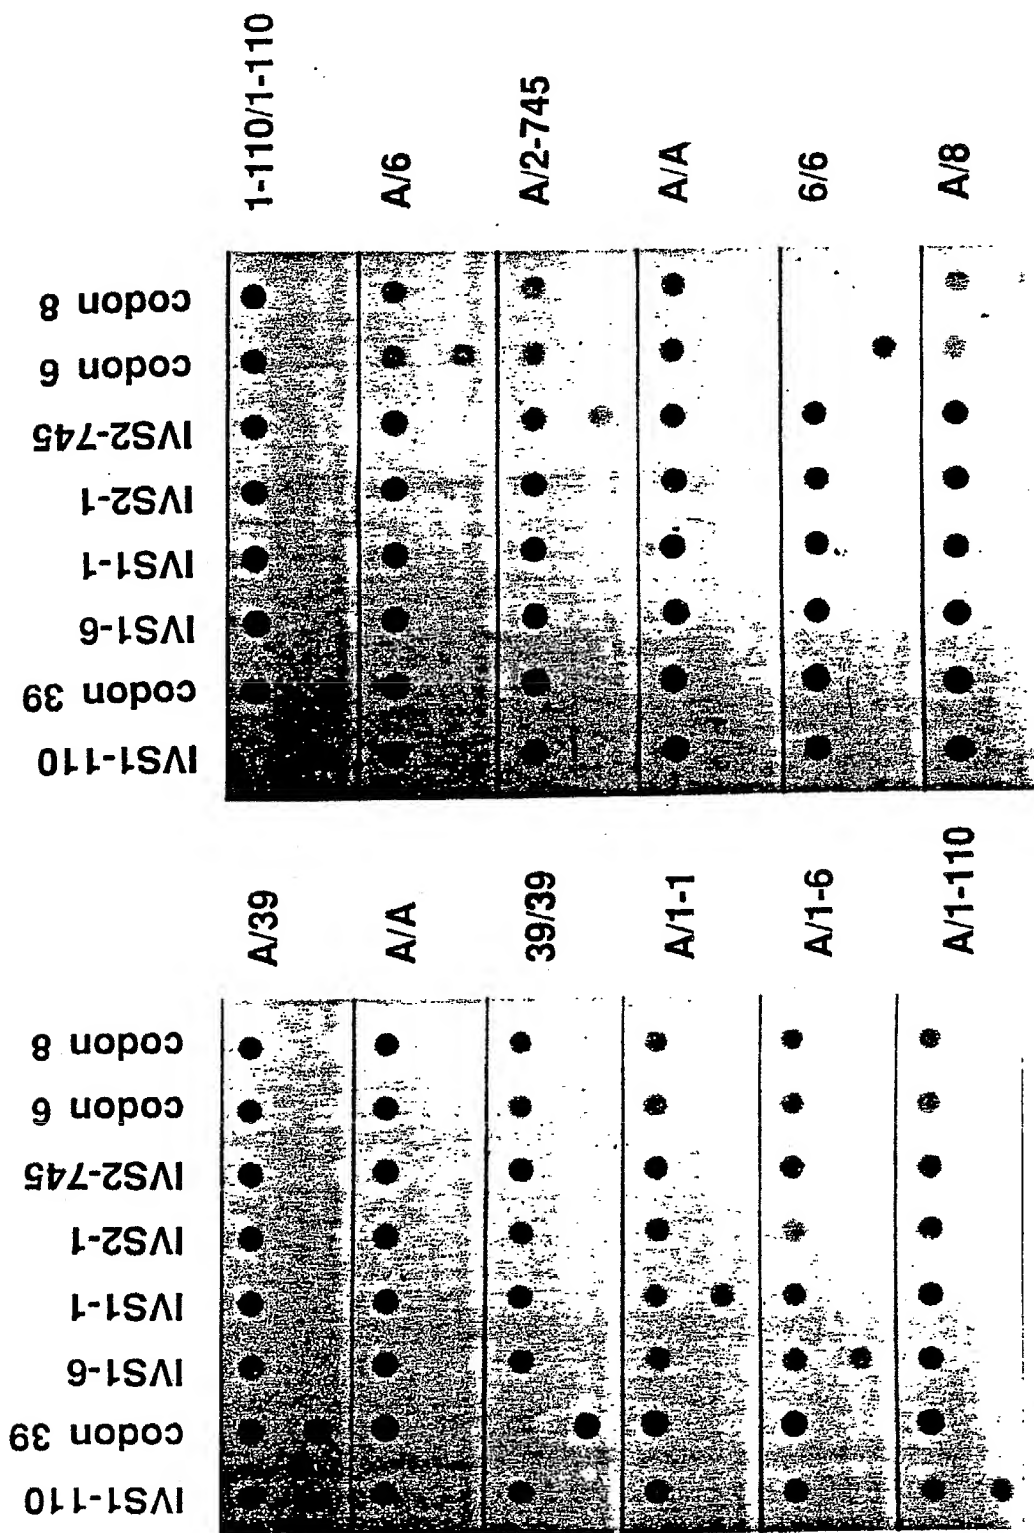 1-110/1-110
A/6
A/2-745
A/A
6/6
A/8
codon 8
codon 6
IVS2-745
IVS2-1
IVS1-1
IVS1-6
codon 39
IVS1-110
A/39
A/A
39/39
A/1-1
A/1-6
A/1-110
codon 8
codon 6
IVS2-745
IVS2-1
IVS1-1
IVS1-6
codon 39
IVS1-110